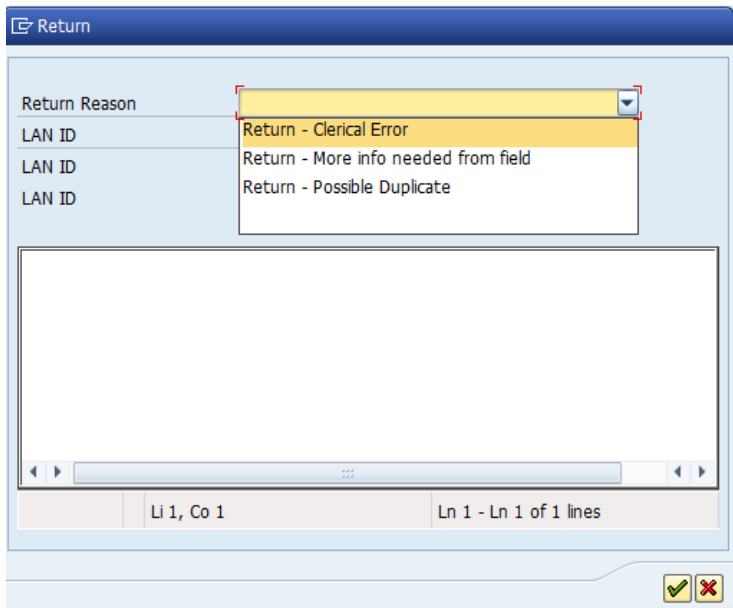 Return
Return Reason
Return - Clerical Error
LAN ID
Return - More info needed from field
LAN ID
Return - Possible Duplicate
LAN ID
Li 1, Co 1
Ln 1 - Ln 1 of 1 lines